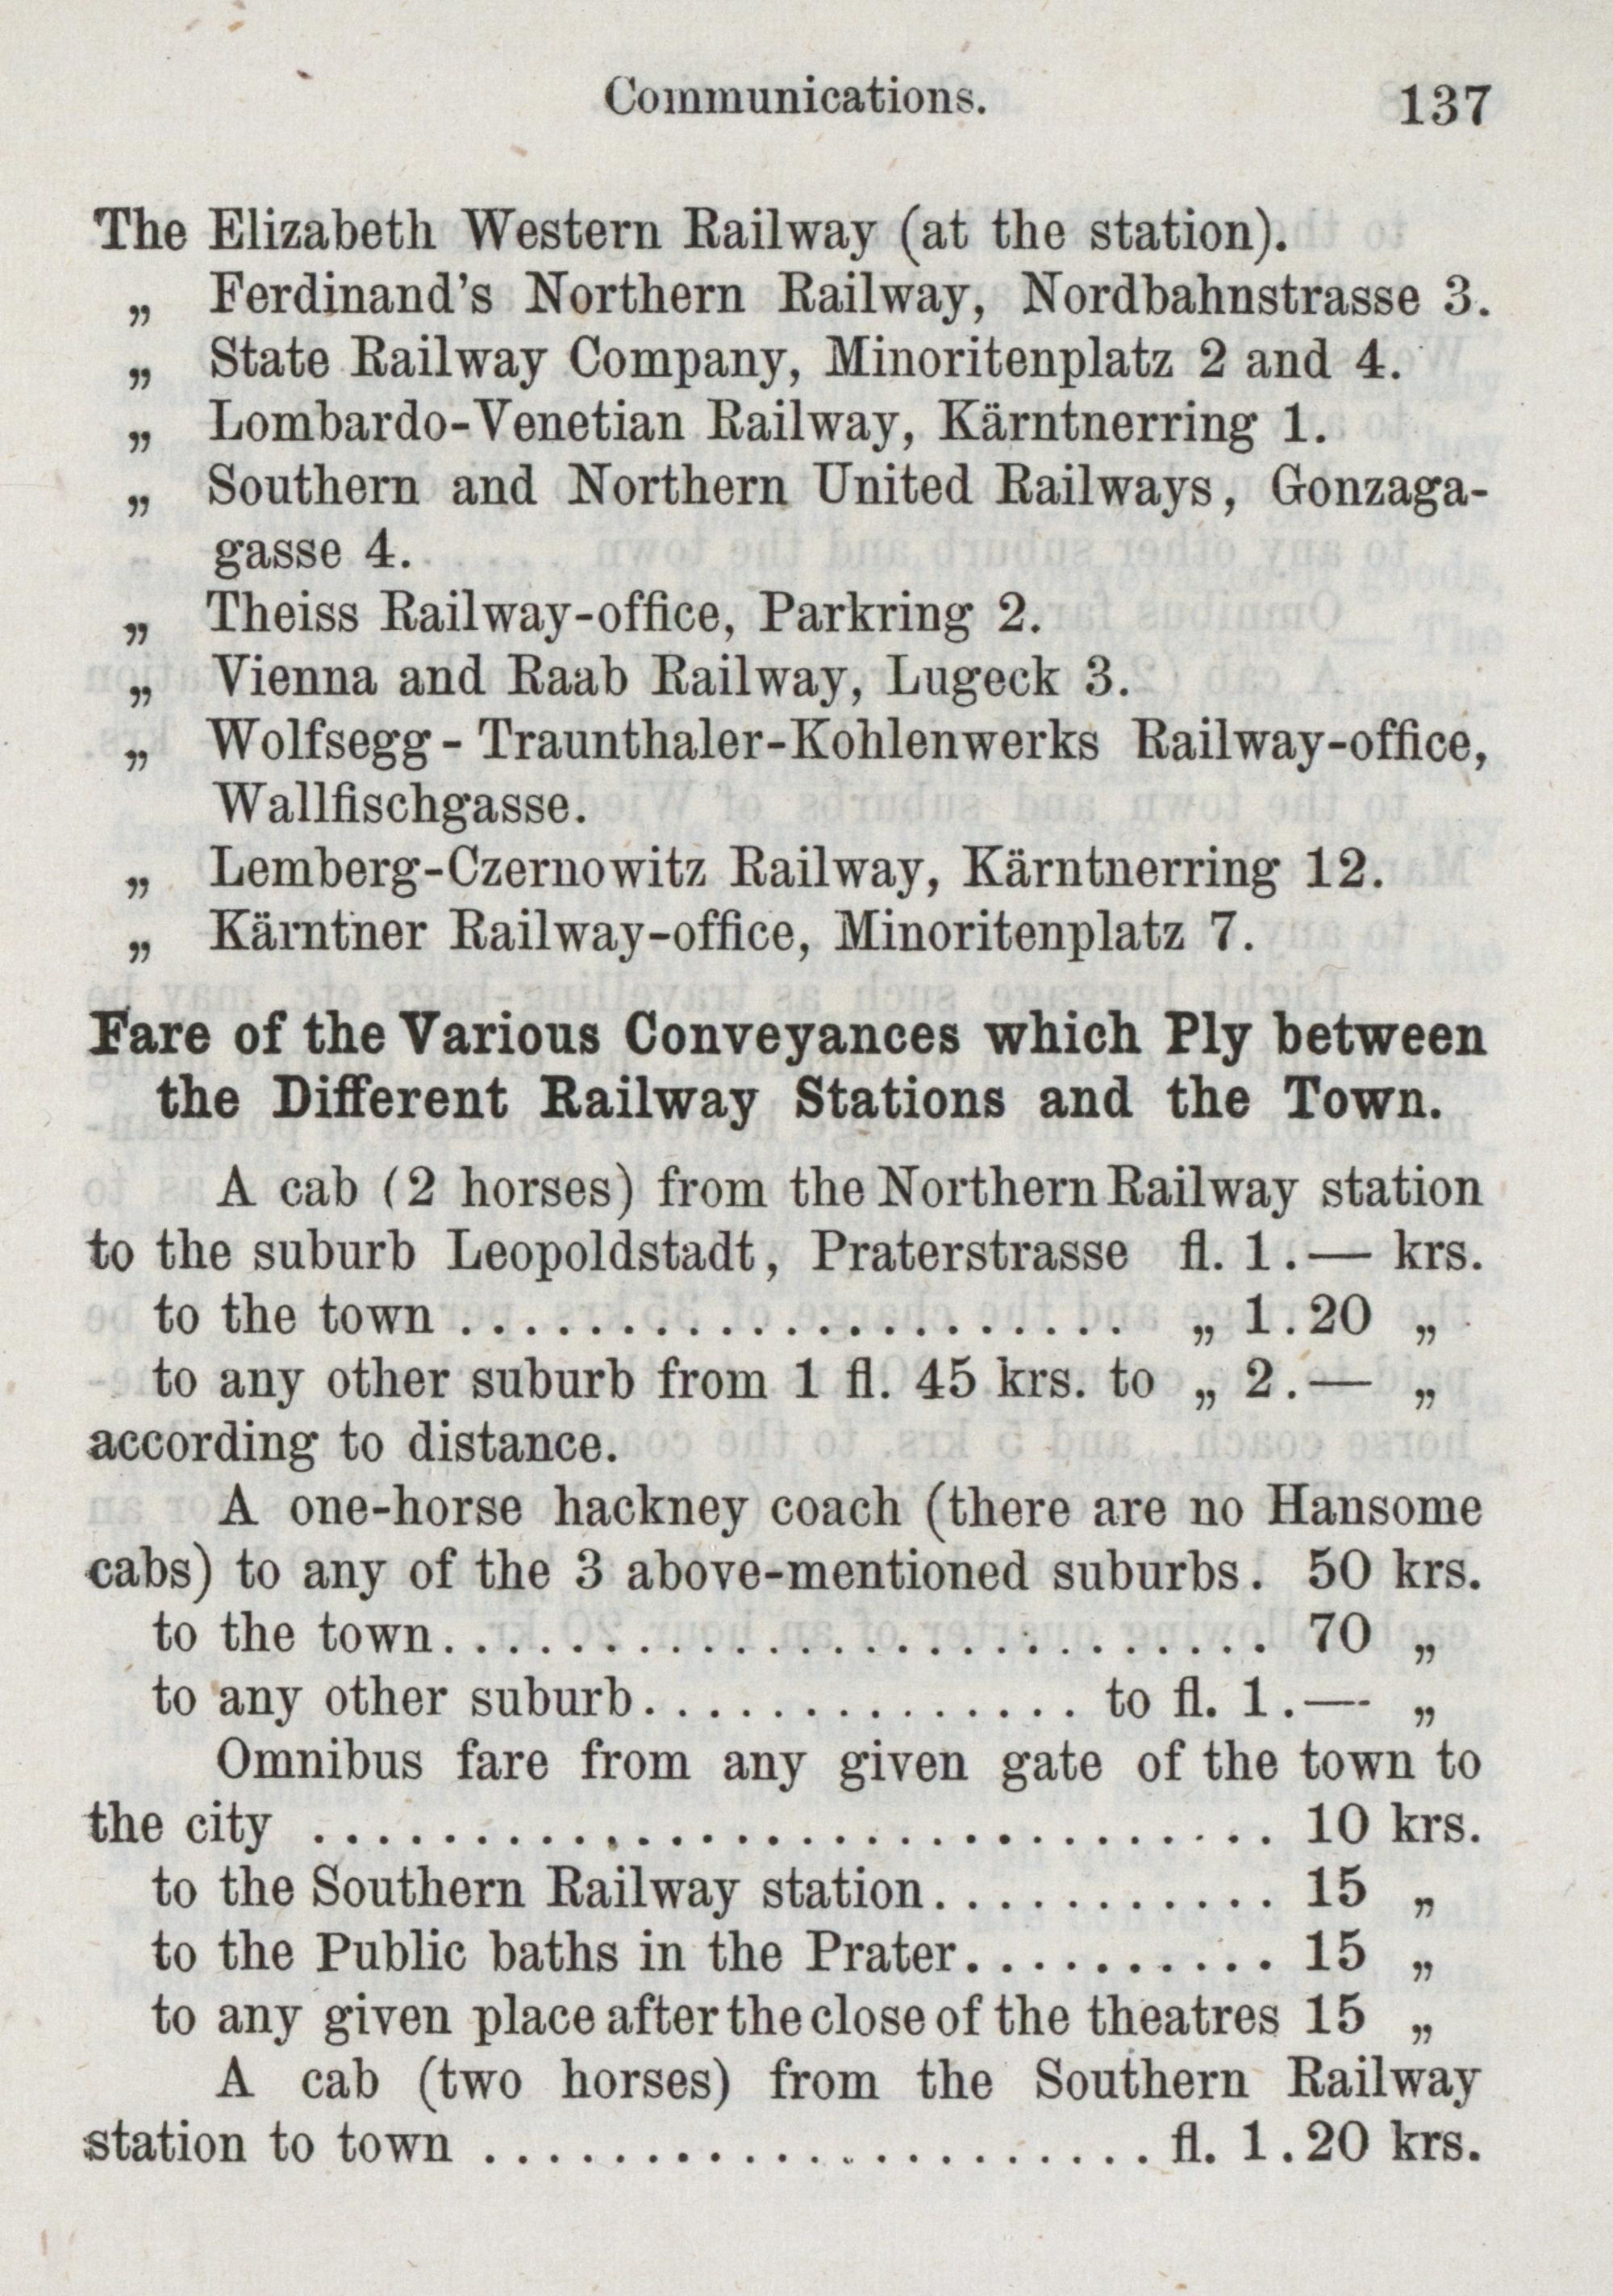 Communications. 137
The Elizabeth Western Railway (at the station).
„ Ferdinand's Northern Railway, Nordbahnstrasse 3.
„ State Railway Company, Minoritenplatz 2 and 4.
„ Lombardo-Venetian Railway, Kärntnerring 1.
„ Southern and Northern United Railways, Gonzaga-
gasse 4.
„ Theiss Railway-office, Parkring 2.
„ Vienna and Raab Railway, Lugeck 3.
„ Wolfsegg - Traunthaler-Kohlenwerks Railway-office,
Wallfischgasse.
„ Lemberg-Czernowitz Railway, Kärntnerring 12.
„ Kärntner Railway-office, Minoritenplatz 7.
Fare of the Various Conveyances which Ply between
the Different Railway Stations and the Town.
A cab (2 horses) from the Northern Railway station
to the suburb Leopoldstadt, Praterstrasse fl. 1.— krs.
to the town ..................... „ 1.20 „
to any other suburb from 1 fl. 45 krs. to „ 2.— „
according to distance.
A one-horse hackney coach (there are no Hansome
cabs) to any of the 3 above-mentioned suburbs. 50 krs.
to the town.......................... 70 „
to any other suburb.............. to fl. 1.— „
Omnibus fare from any given gate of the town to
the city .............................. 10 krs.
to the Southern Railway station........... 15 „
to the Public baths in the Prater.......... 15 „
to any given place after the close of the theatres 15 „
A cab (two horses) from the Southern Railway
station to town ..................... fl. 1.20 krs.